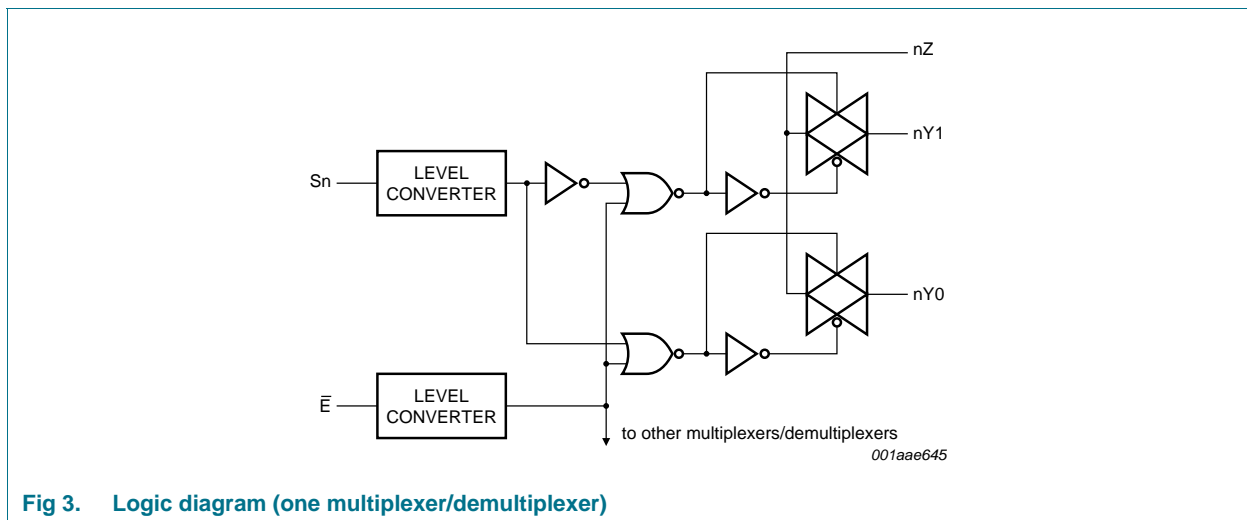 nZ
nY1
Sn
LEVEL
CONVERTER
nY0
E̅
LEVEL
CONVERTER
to other multiplexers/demultiplexers
001aae645
Fig 3. Logic diagram (one multiplexer/demultiplexer)